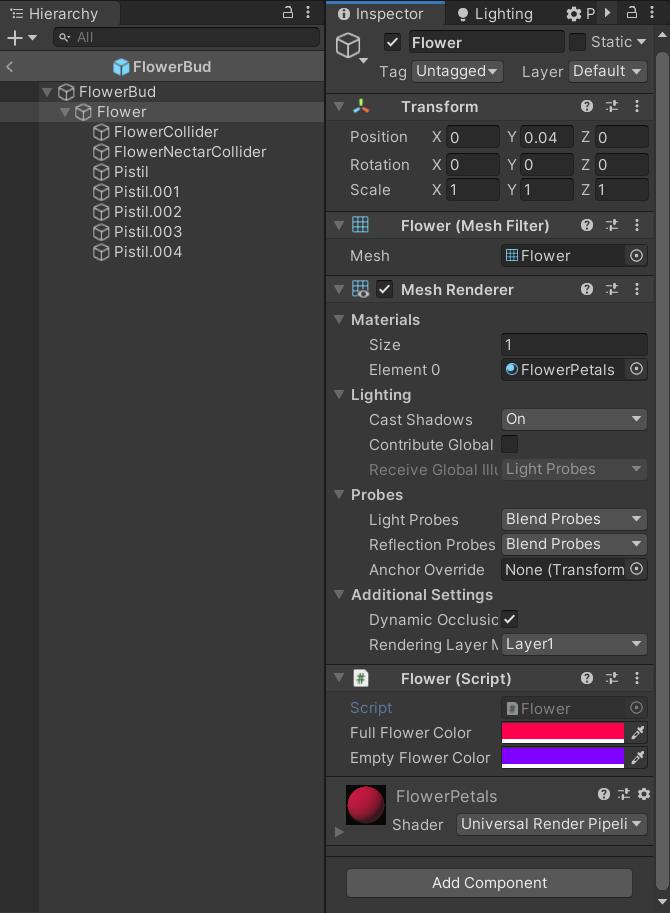 Hierarchy
All
FlowerBud
FlowerBud
Flower
FlowerCollider
FlowerNectarCollider
Pistil
Pistil.001
Pistil.002
Pistil.003
Pistil.004
Inspector Lighting P
Flower Static
Tag Untagged Layer Default
Transform
Position X 0 Y 0.04 Z 0
Rotation X 0 Y 0 Z 0
Scale X 1 Y 1 Z 1
Flower (Mesh Filter)
Mesh Flower
Mesh Renderer
Materials
Size 1
Element 0 FlowerPetals
Lighting
Cast Shadows On
Contribute Global
Receive Global Illu Light Probes
Probes
Light Probes Blend Probes
Reflection Probes Blend Probes
Anchor Override None (Transform
Additional Settings
Dynamic Occlusic
Rendering Layer M Layer1
Flower (Script)
Script Flower
Full Flower Color
Empty Flower Color
FlowerPetals
Shader Universal Render Pipeli
Add Component